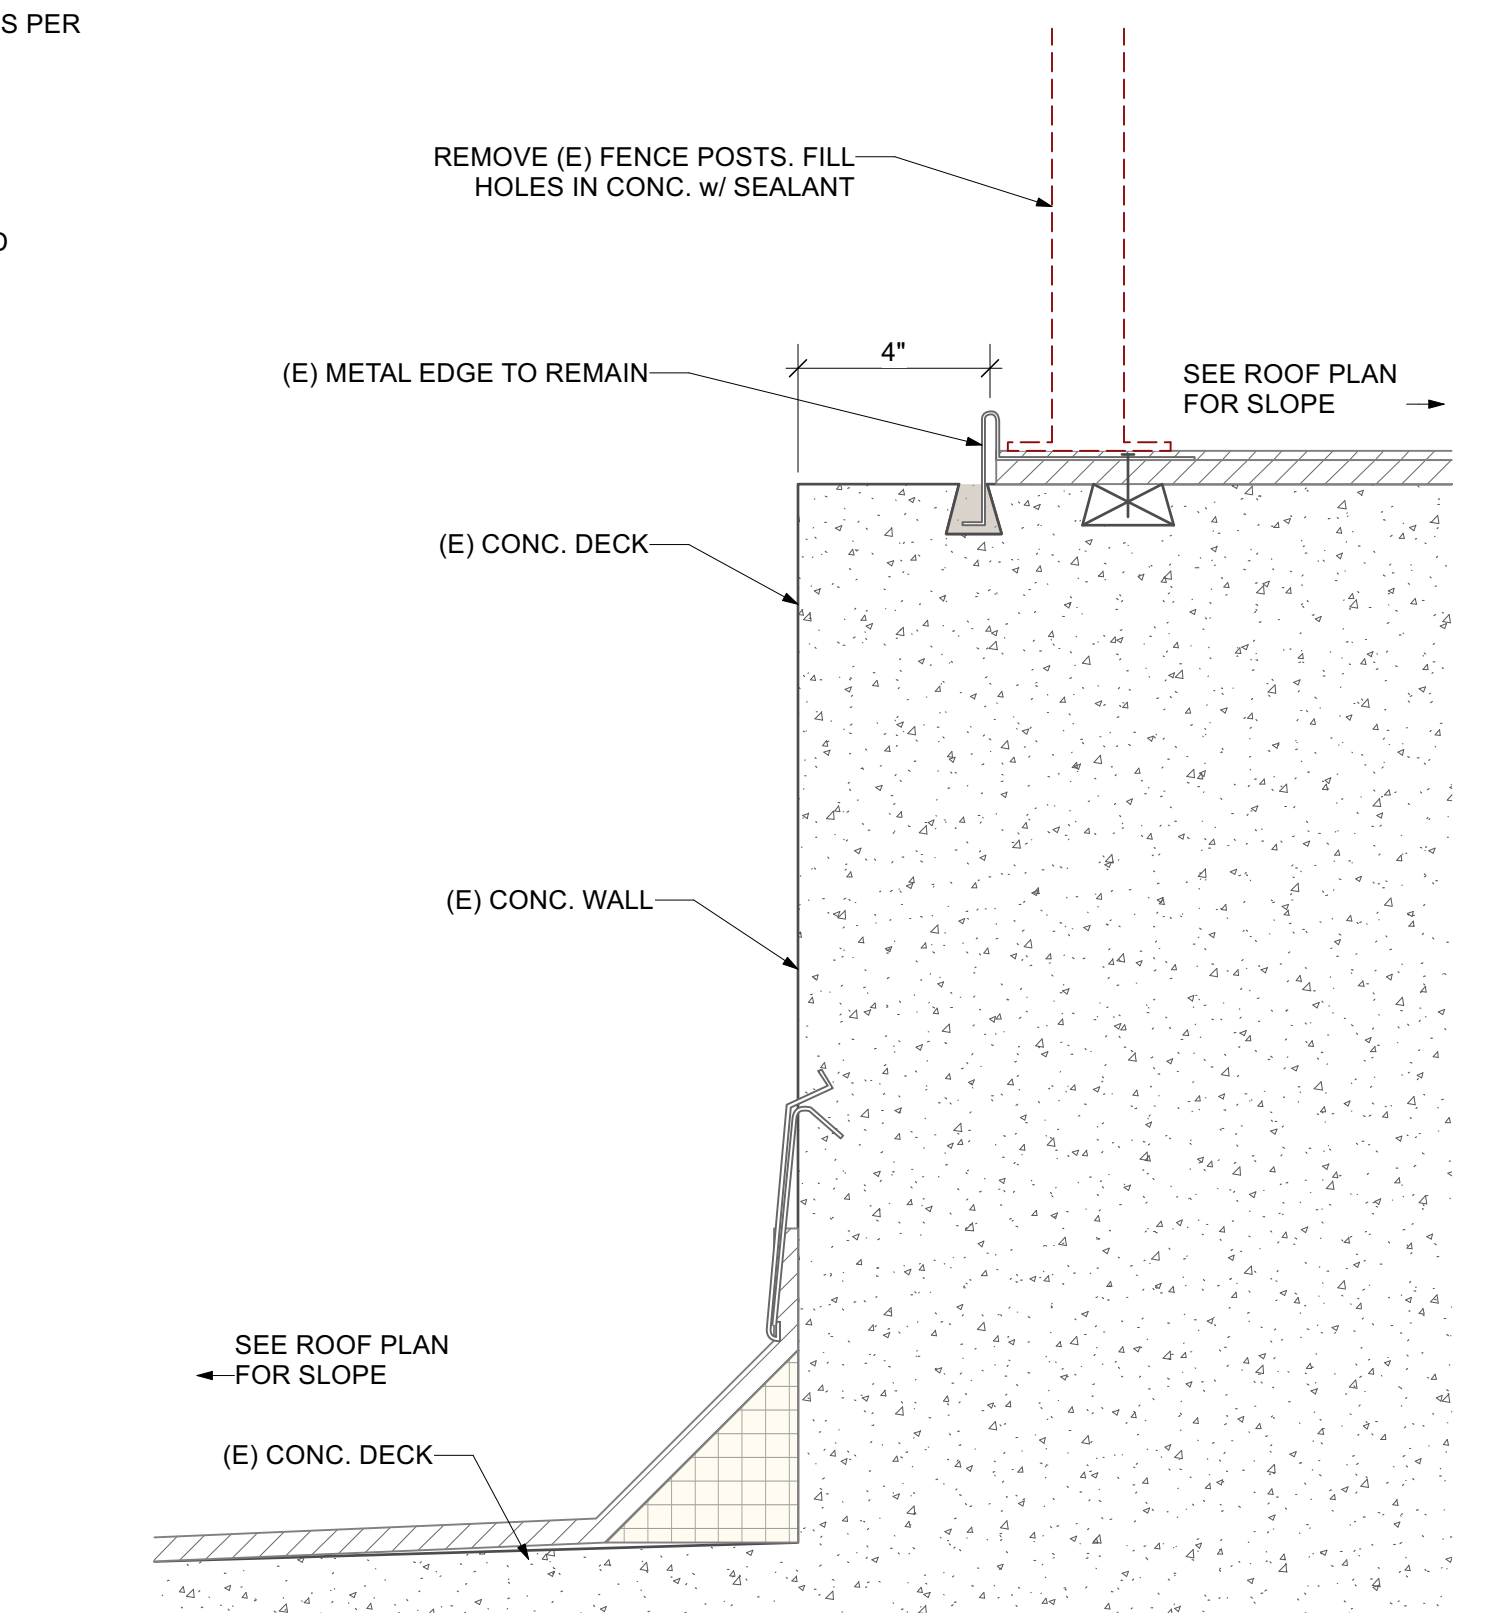 S PER
REMOVE (E) FENCE POSTS. FILL
HOLES IN CONC. w/ SEALANT
4"
(E) METAL EDGE TO REMAIN
SEE ROOF PLAN
FOR SLOPE
(E) CONC. DECK
(E) CONC. WALL
SEE ROOF PLAN
FOR SLOPE
(E) CONC. DECK